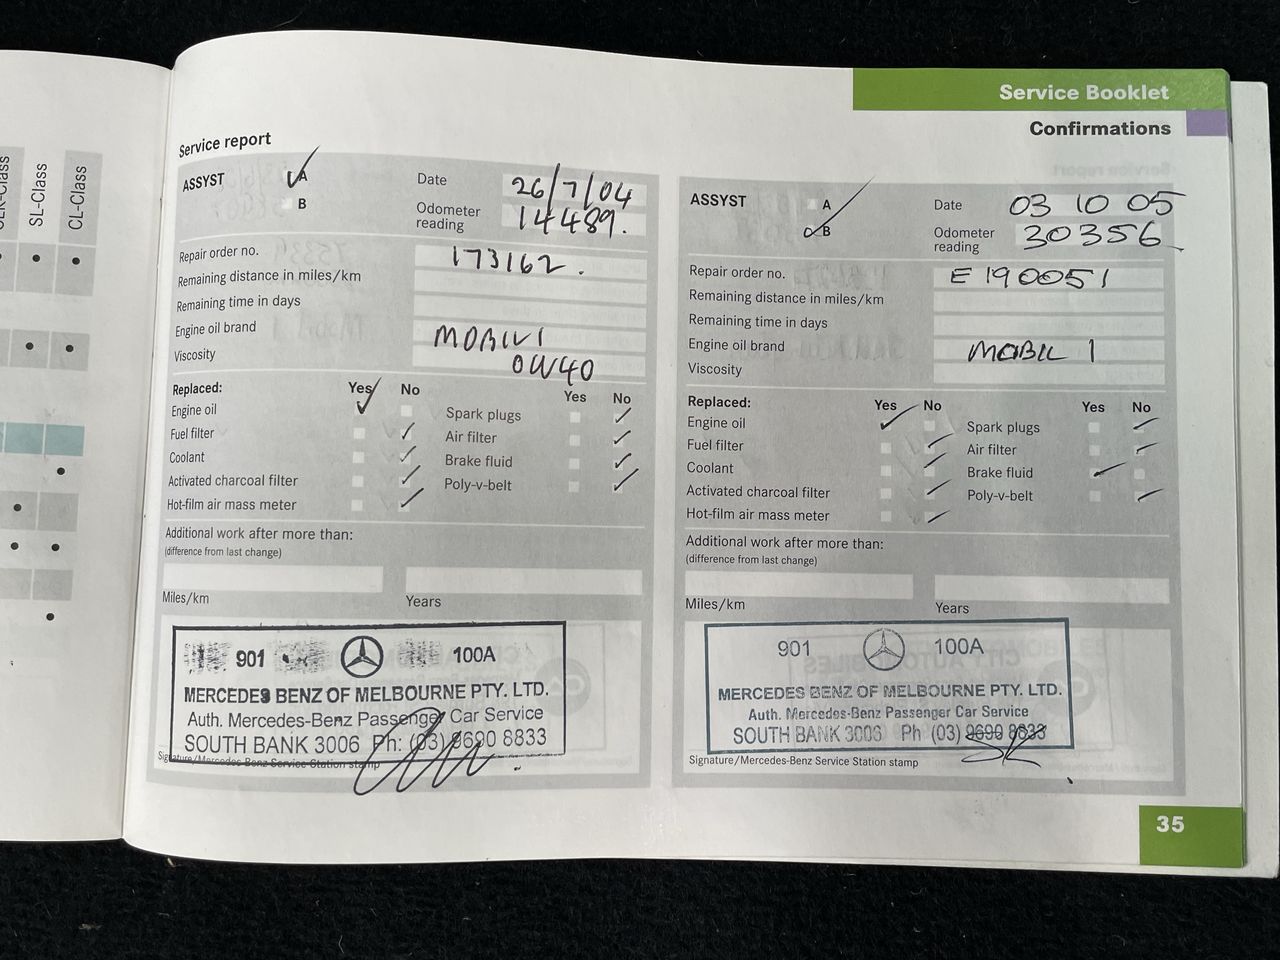 SL-Class
CL-Class
Service Booklet
Confirmations
Service report
ASSYST
A
B
Date
26/7/04
Odometer reading
14489.
Repair order no.
173162.
Remaining distance in miles/km
Remaining time in days
Engine oil brand
MOBIL 1
Viscosity
0W40
Replaced:
Yes No
Yes No
Engine oil
Spark plugs
Fuel filter
Air filter
Coolant
Brake fluid
Activated charcoal filter
Poly-v-belt
Hot-film air mass meter
Additional work after more than:
(difference from last change)
Miles/km
Years
901 100A
MERCEDES BENZ OF MELBOURNE PTY. LTD.
Auth. Mercedes-Benz Passenger Car Service
SOUTH BANK 3006 Ph: (03) 9690 8833
Signature/Mercedes Benz Service Station stamp
ASSYST
A
B
Date
03 10 05
Odometer reading
30356
Repair order no.
E190051
Remaining distance in miles/km
Remaining time in days
Engine oil brand
MOBIL 1
Viscosity
Replaced:
Yes No
Yes No
Engine oil
Spark plugs
Fuel filter
Air filter
Coolant
Brake fluid
Activated charcoal filter
Poly-v-belt
Hot-film air mass meter
Additional work after more than:
(difference from last change)
Miles/km
Years
901 100A
MERCEDES BENZ OF MELBOURNE PTY. LTD.
Auth. Mercedes-Benz Passenger Car Service
SOUTH BANK 3006 Ph (03) 9690 8833
Signature/Mercedes-Benz Service Station stamp
35